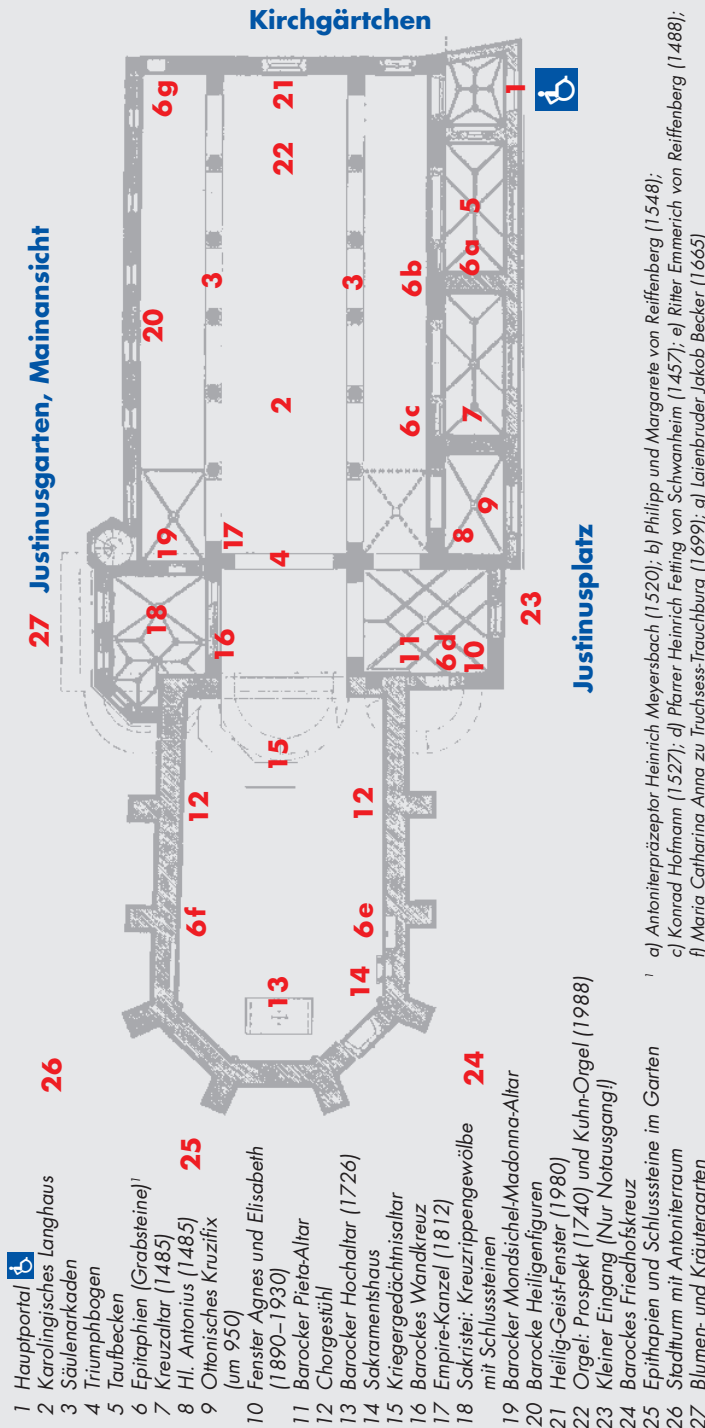 Kirchgärtchen
Justinusgarten, Mainansicht
Justinusplatz
27
26
25
24
23
20
6g
21
22
3
3
2
19
17
18
16
4
15
12
12
6f
6e
13
14
11
6d
10
8
9
7
6c
6b
6a
5
1
1 Hauptportal
2 Karolingisches Langhaus
3 Säulenarkaden
4 Triumphbogen
5 Taufbecken
6 Epitaphien (Grabsteine)¹
7 Kreuzaltar (1485)
8 Hl. Antonius (1485)
9 Ottonisches Kruzifix
(um 950)
10 Fenster Agnes und Elisabeth
(1890–1930)
11 Barocker Pieta-Altar
12 Chorgestühl
13 Barocker Hochaltar (1726)
14 Sakramentshaus
15 Kriegergedächtnisaltar
16 Barockes Wandkreuz
17 Empire-Kanzel (1812)
18 Sakristei: Kreuzrippengewölbe
mit Schlusssteinen
19 Barocker Mondsichel-Madonna-Altar
20 Barocke Heiligenfiguren
21 Heilig-Geist-Fenster (1980)
22 Orgel: Prospekt (1740) und Kuhn-Orgel (1988)
23 Kleiner Eingang (Nur Notausgang!)
24 Barockes Friedhofskreuz
25 Epithapien und Schlusssteine im Garten
26 Stadtturm mit Antoniterraum
27 Blumen- und Kräutergarten
¹ a) Antoniterpräzeptor Heinrich Meyersbach (1520); b) Philipp und Margarete von Reiffenberg (1548);
c) Konrad Hofmann (1527); d) Pfarrer Heinrich Fetting von Schwanheim (1457); e) Ritter Emmerich von Reiffenberg (1488);
f) Maria Catharina Anna zu Truchsess-Trauchburg (1699); g) Laienbruder Jakob Becker (1665)